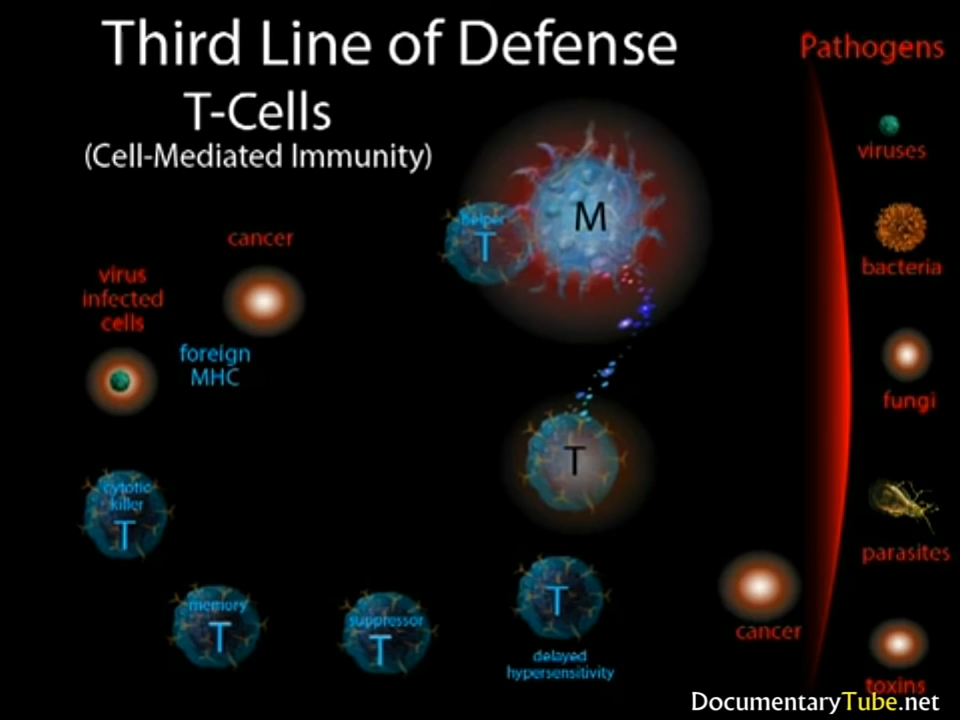 Third Line of Defense
T-Cells
(Cell-Mediated Immunity)
Pathogens
viruses
bacteria
fungi
parasites
toxins
M
helper
T
cancer
virus
infected
cells
foreign
MHC
T
cytotic
killer
T
memory
T
suppressor
T
T
delayed
hypersensitivity
cancer
DocumentaryTube.net